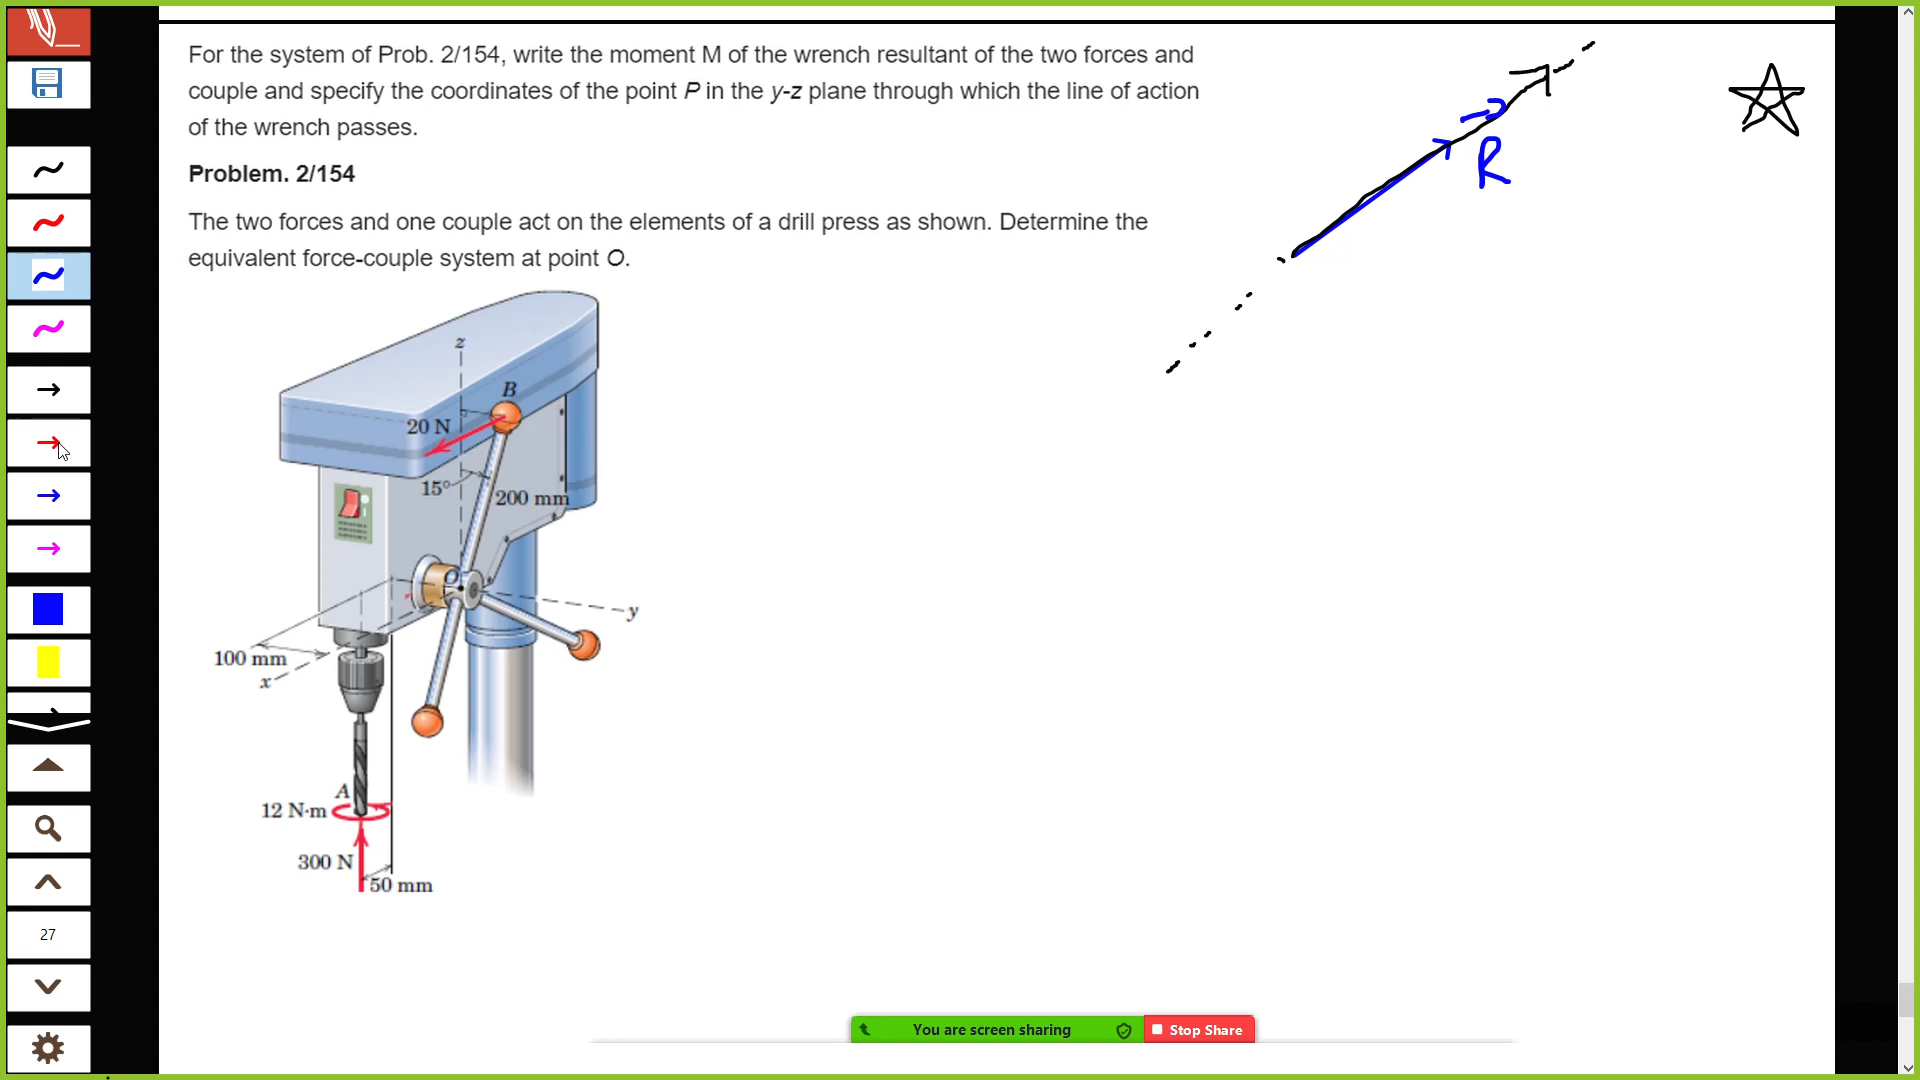 For the system of Prob. 2/154, write the moment M of the wrench resultant of the two forces and
couple and specify the coordinates of the point P in the y-z plane through which the line of action
of the wrench passes.
Problem. 2/154
The two forces and one couple act on the elements of a drill press as shown. Determine the
equivalent force-couple system at point O.
R
z
B
20 N
15°
200 mm
O
y
100 mm
x
A
12 N·m
300 N
50 mm
27
You are screen sharing
Stop Share